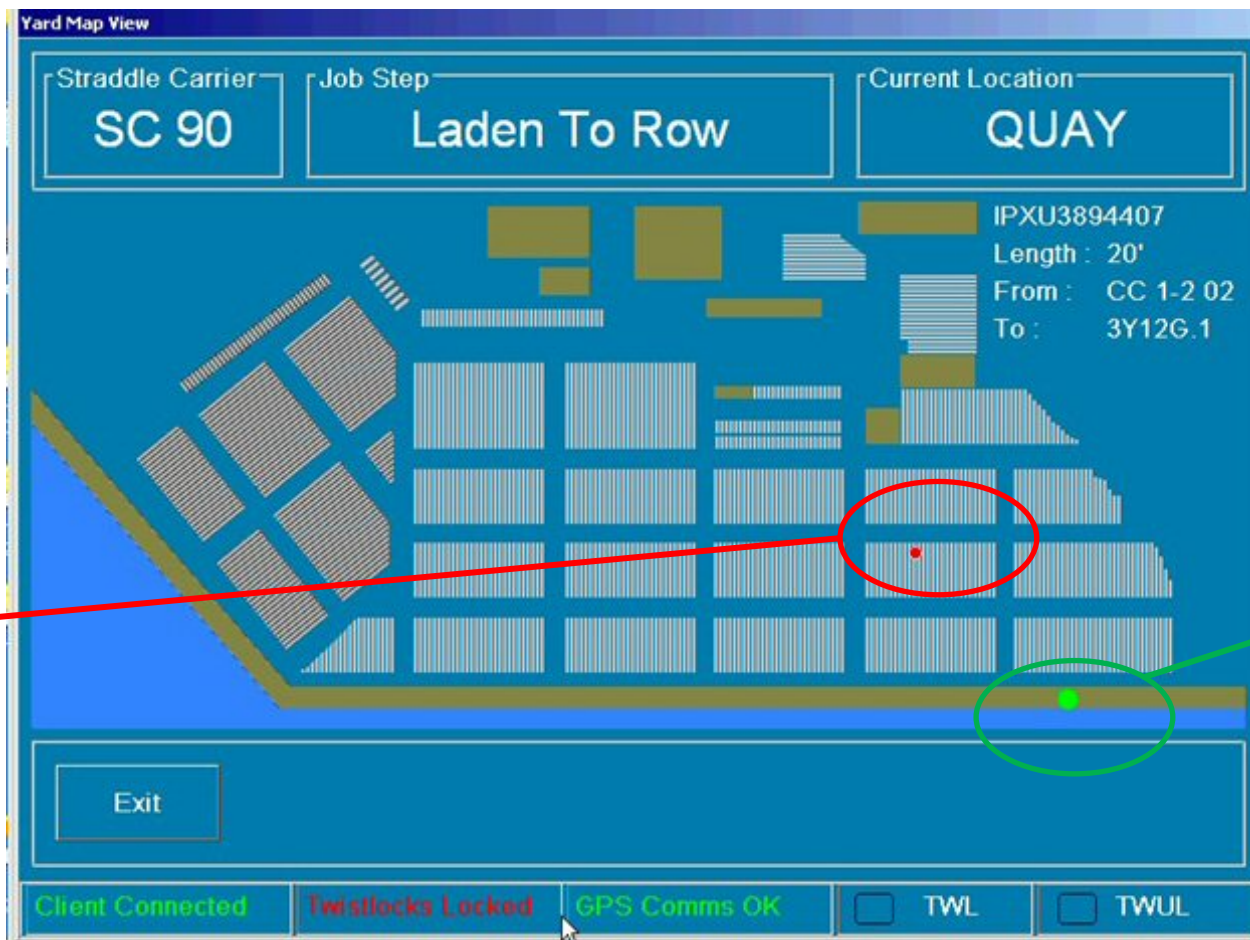 Yard Map View
Straddle Carrier
SC 90
Job Step
Laden To Row
Current Location
QUAY
IPXU3894407
Length : 20'
From : CC 1-2 02
To : 3Y12G.1
Exit
Client Connected
Twistlocks Locked
GPS Comms OK
TWL
TWUL